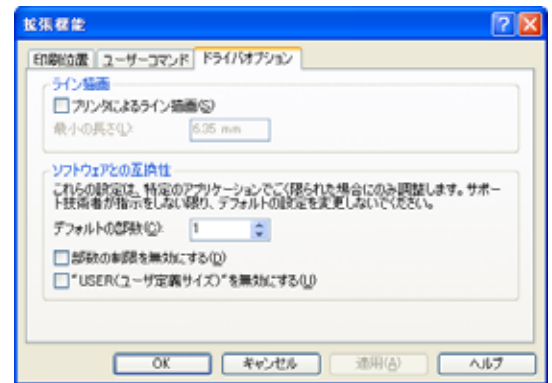 拡張機能
印刷位置 ユーザーコマンド ドライバオプション
ライン描画
プリンタによるライン描画(S)
最小の長さ(L): 6.35 mm
ソフトウェアとの互換性
これらの設定は、特定のアプリケーションでごく限られた場合にのみ調整します。サポー
ト技術者が指示をしない限り、デフォルトの設定を変更しないでください。
デフォルトの部数(C): 1
部数の制限を無効にする(D)
"USER(ユーザ定義サイズ)"を無効にする(U)
OK キャンセル 適用(A) ヘルプ